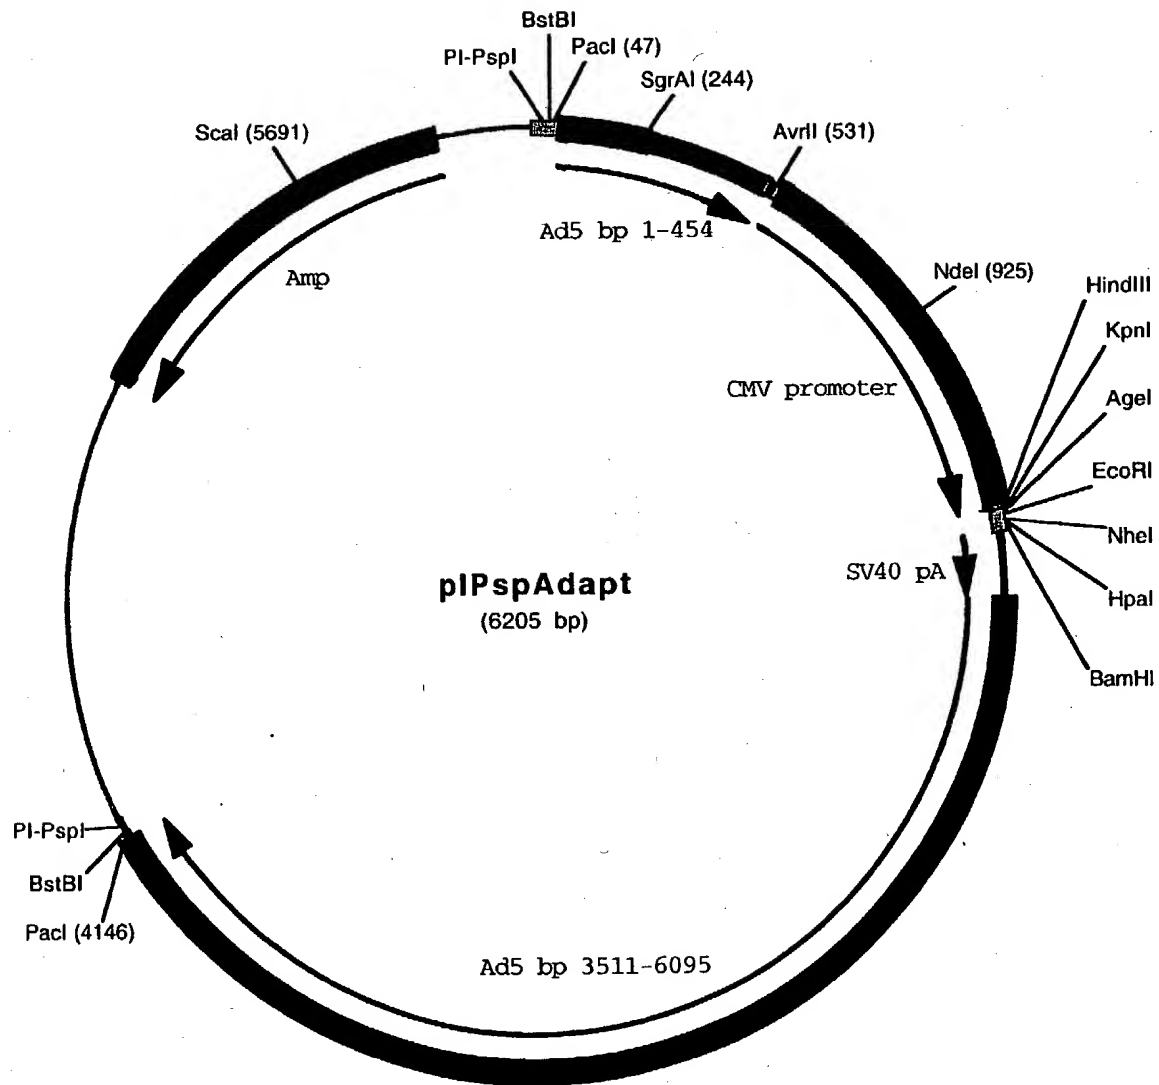 BstBI
PI-PspI
PacI (47)
SgrAI (244)
ScaI (5691)
AvrII (531)
Ad5 bp 1-454
Amp
NdeI (925)
HindIII
KpnI
CMV promoter
AgeI
EcoRI
NheI
SV40 pA
HpaI
pIPspAdapt
(6205 bp)
BamHI
PI-PspI
BstBI
PacI (4146)
Ad5 bp 3511-6095